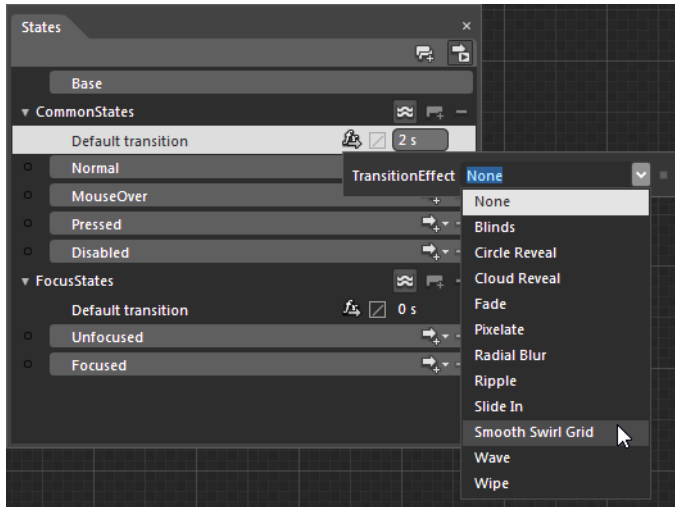 States
Base
CommonStates
Default transition 2 s
Normal
TransitionEffect None
MouseOver
Pressed
Disabled
FocusStates
Default transition 0 s
Unfocused
Focused
None
Blinds
Circle Reveal
Cloud Reveal
Fade
Pixelate
Radial Blur
Ripple
Slide In
Smooth Swirl Grid
Wave
Wipe